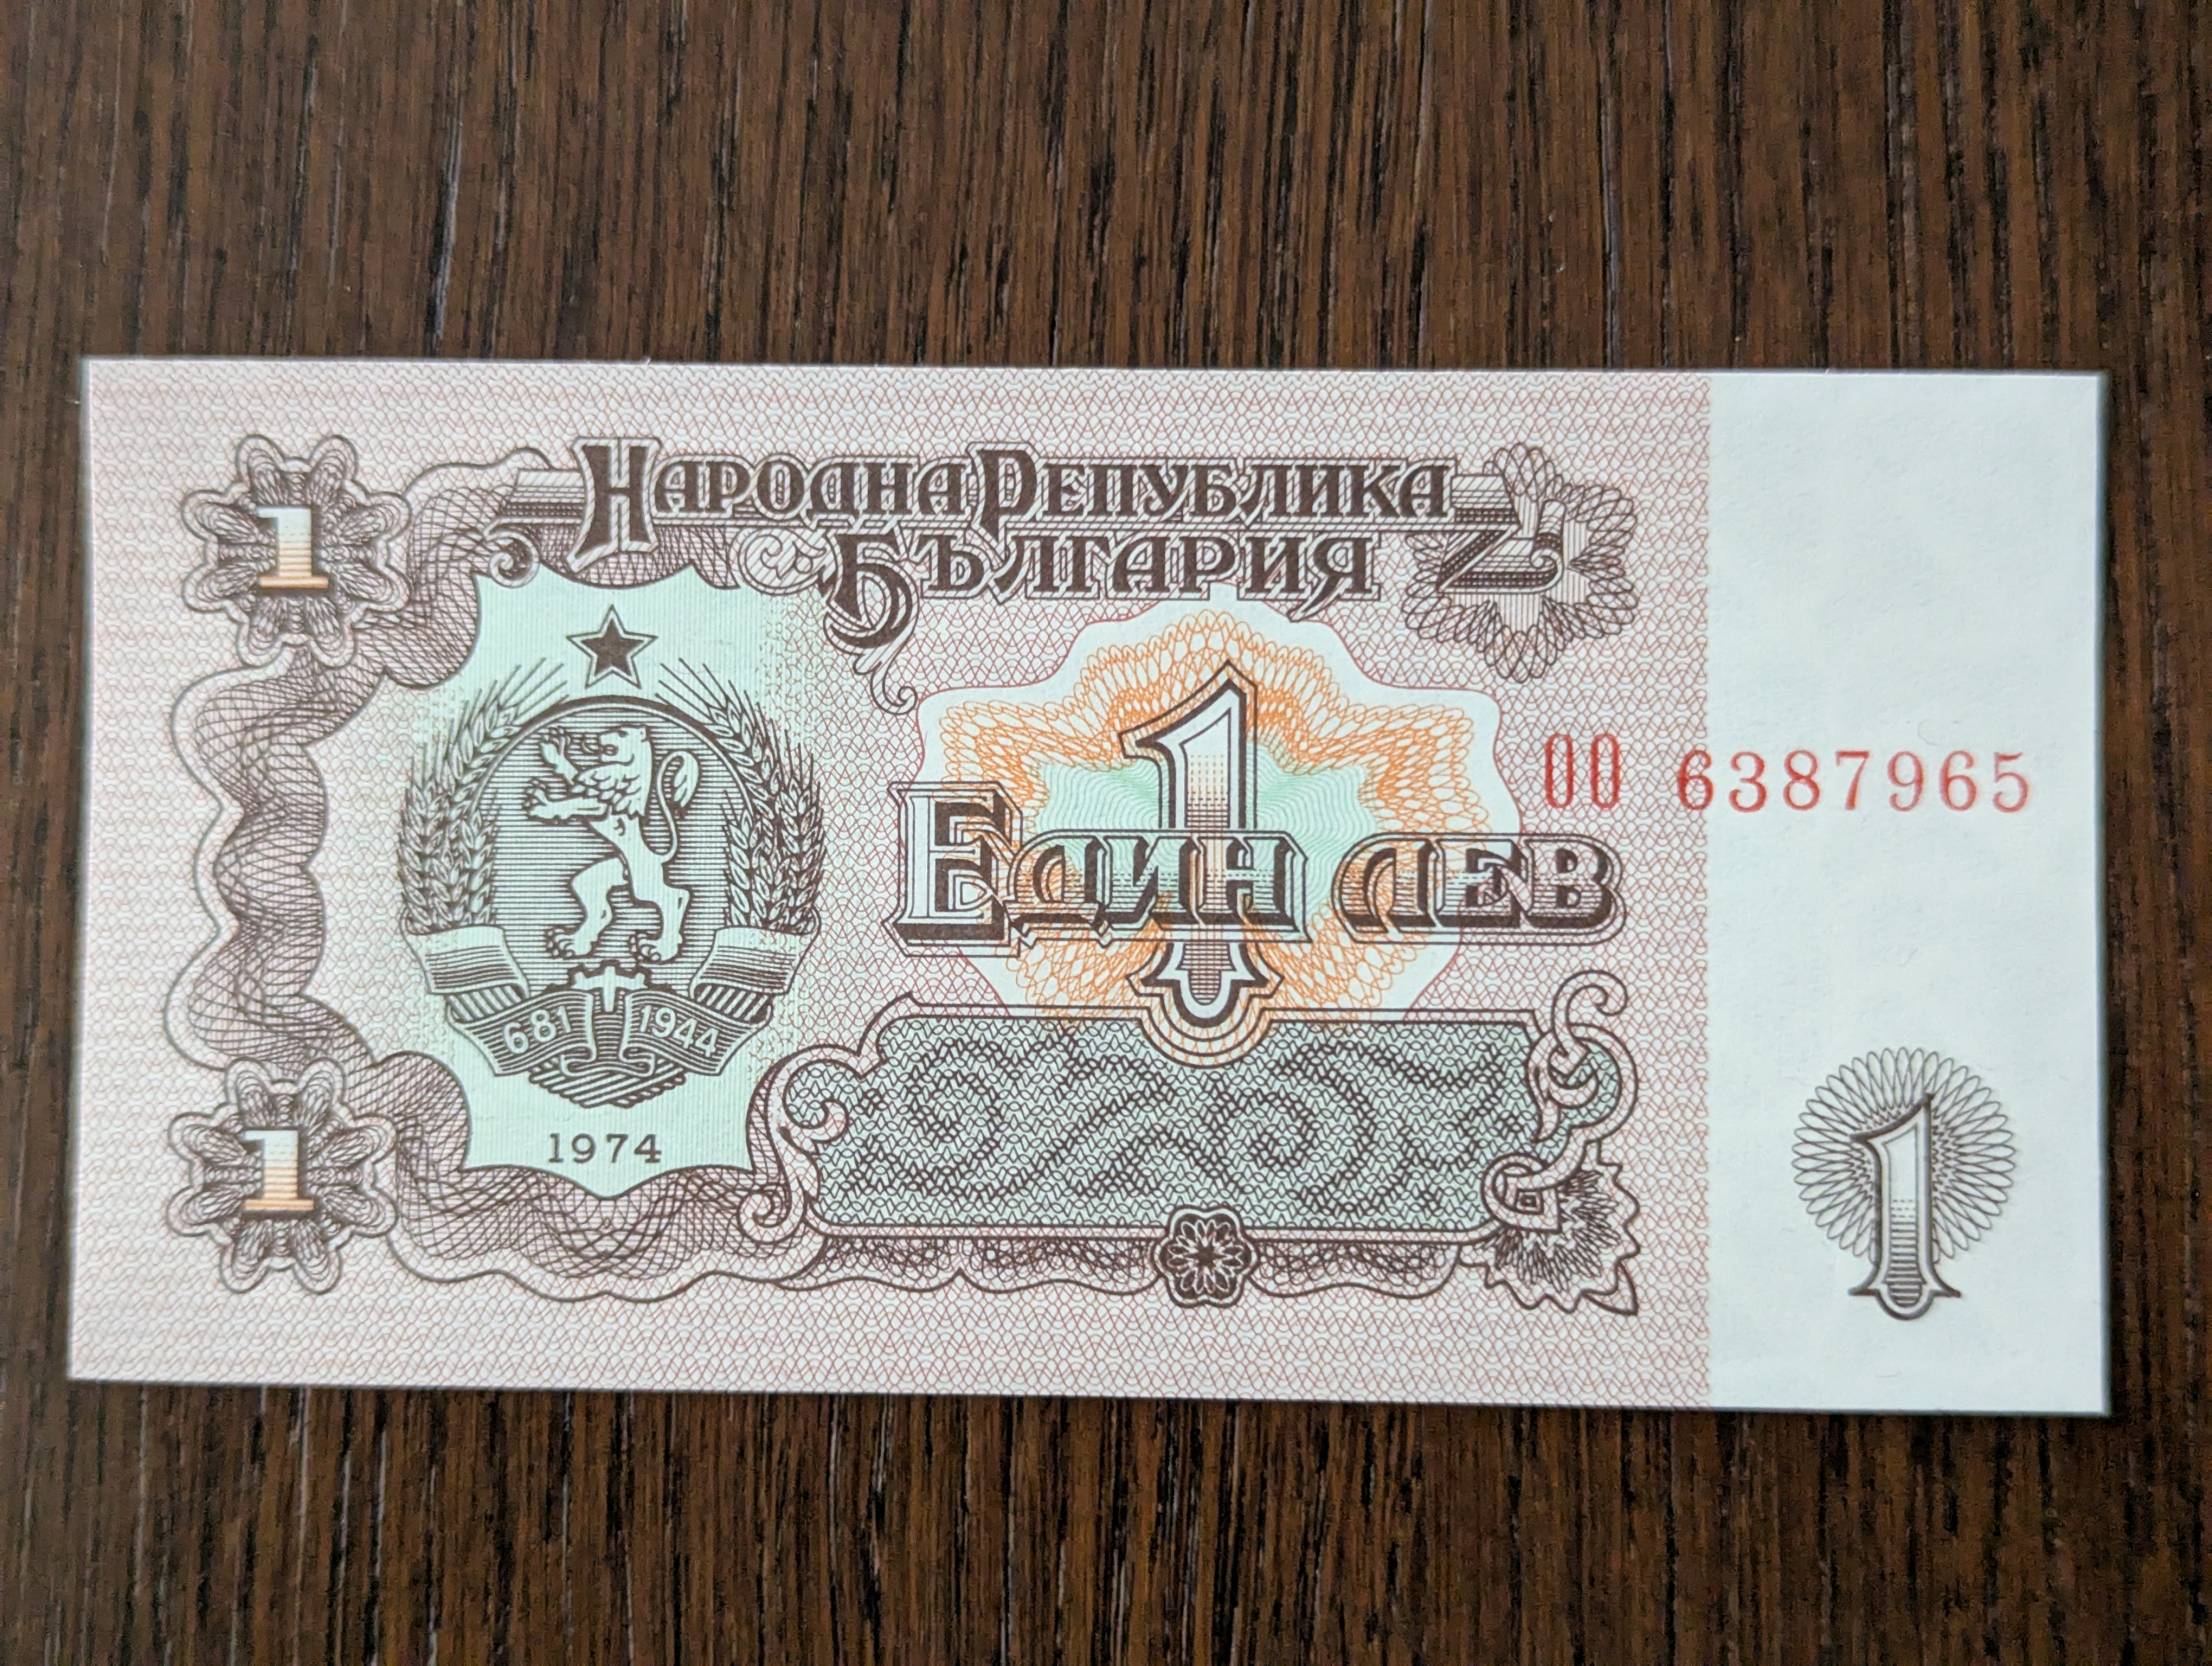 1
НАРОДНА РЕПУБЛИКА
БЪЛГАРИЯ
1
ЕДИН ЛЕВ
ОО 6387965
681 1944
1974
1
1